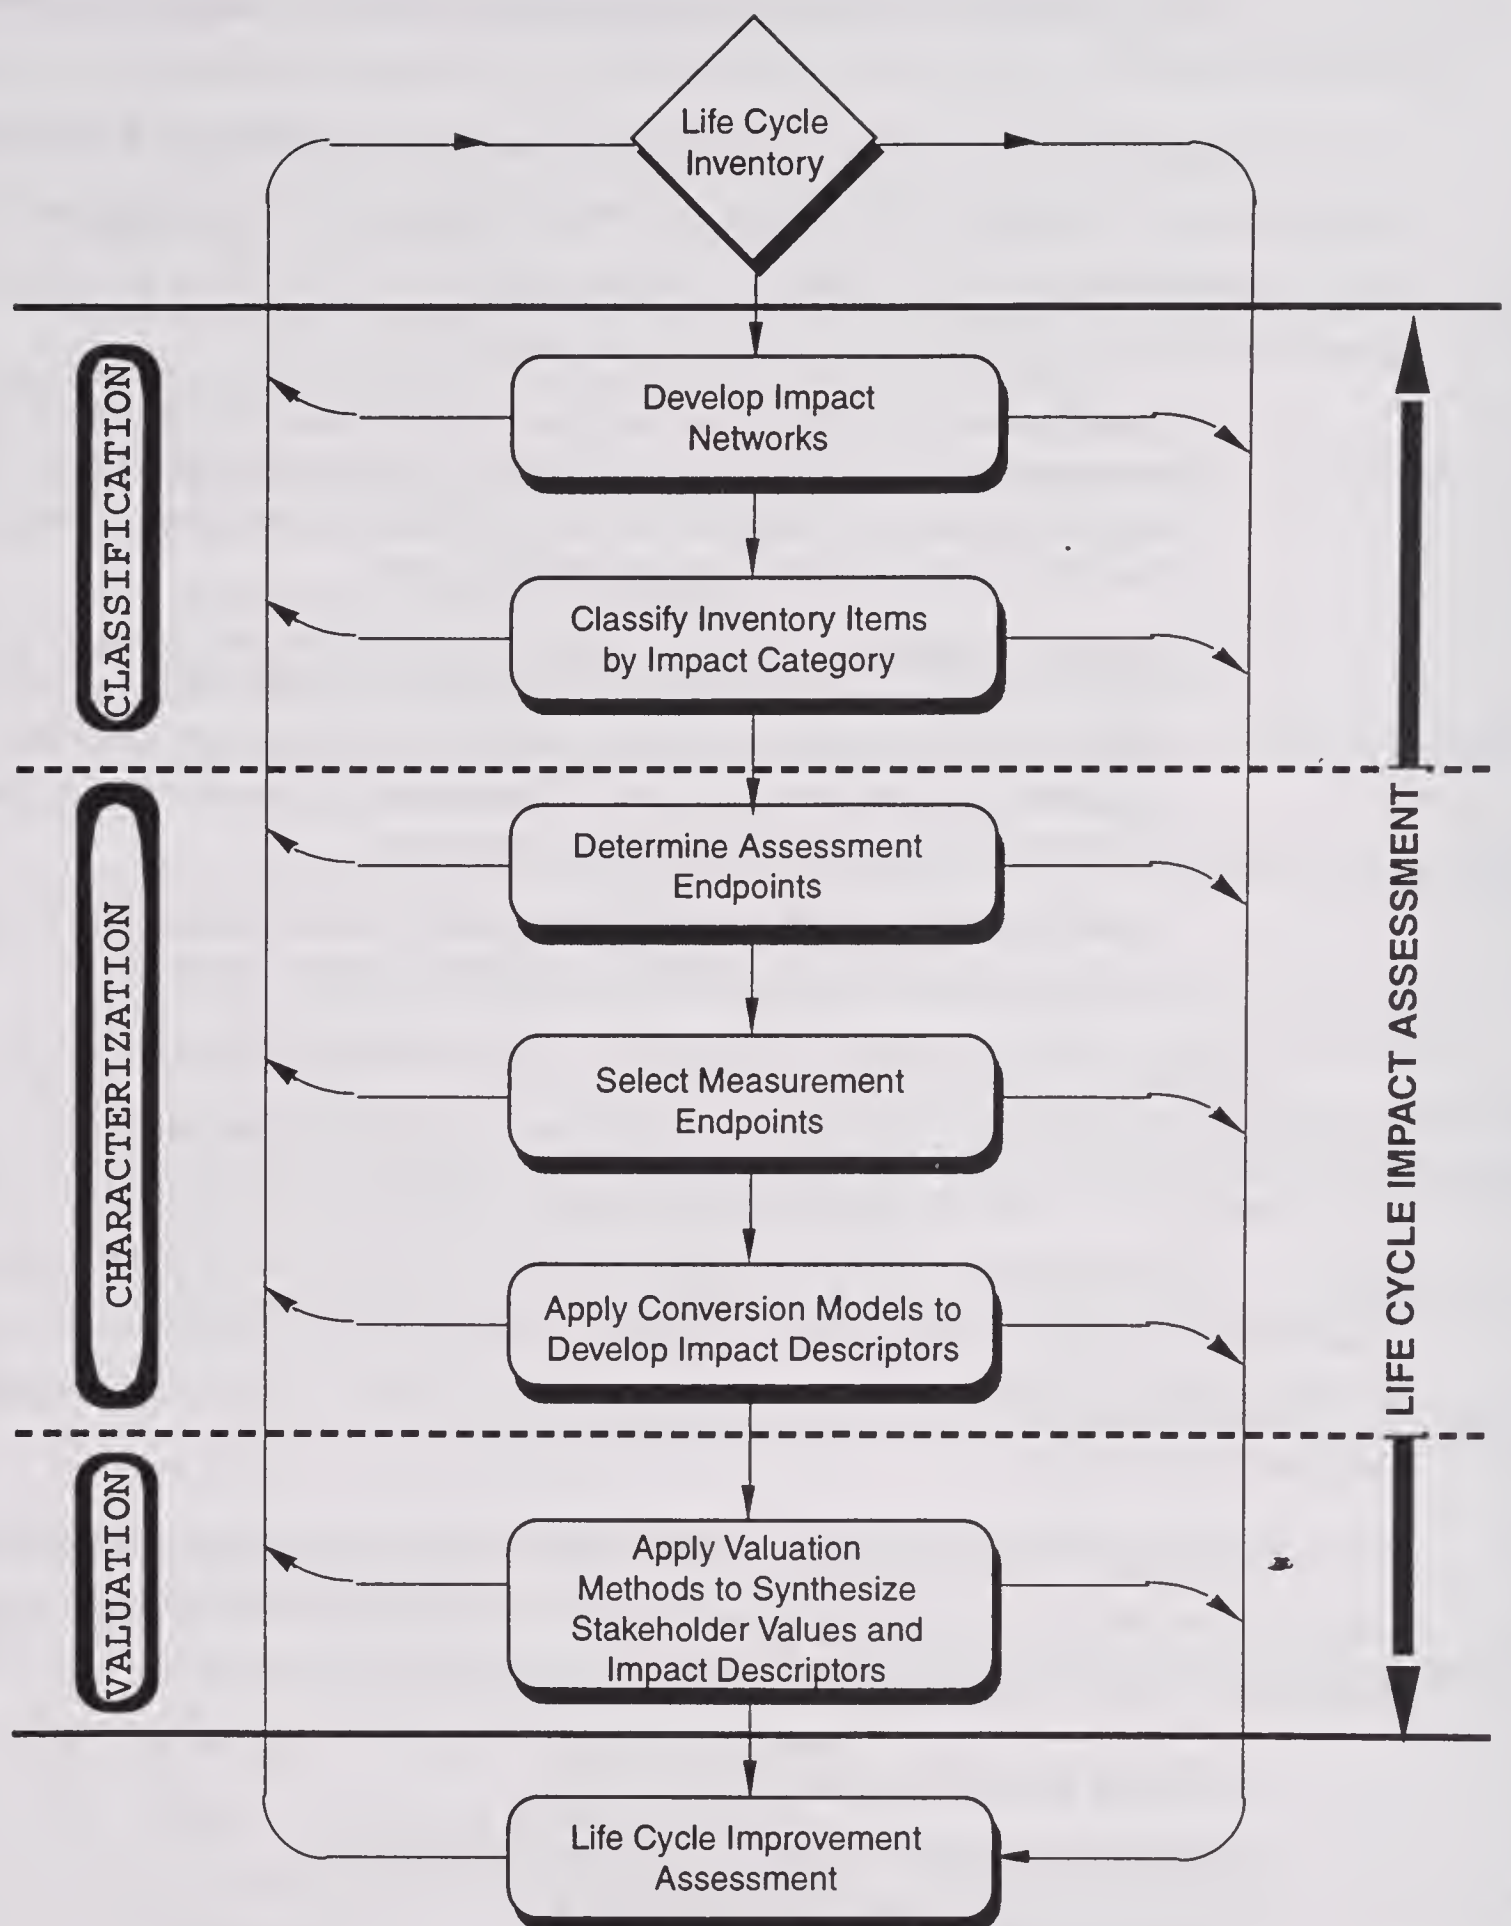 Life Cycle
Inventory
CLASSIFICATION
Develop Impact
Networks
Classify Inventory Items
by Impact Category
CHARACTERIZATION
Determine Assessment
Endpoints
Select Measurement
Endpoints
Apply Conversion Models to
Develop Impact Descriptors
LIFE CYCLE IMPACT ASSESSMENT
VALUATION
Apply Valuation
Methods to Synthesize
Stakeholder Values and
Impact Descriptors
Life Cycle Improvement
Assessment